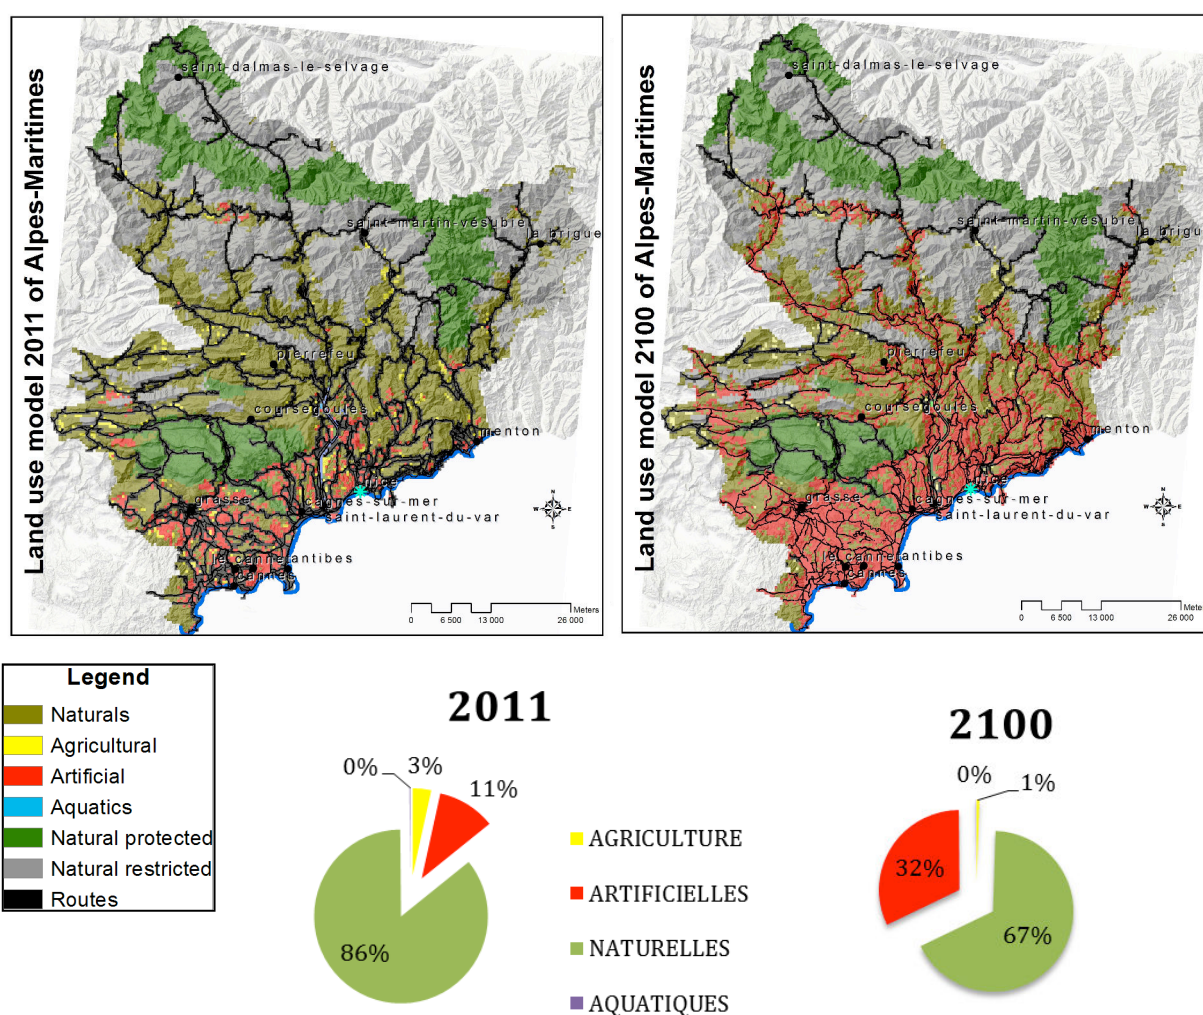 Land use model 2011 of Alpes-Maritimes
saint-dalmas-le-selvage
saint-martin-vésubie
la brigue
pierrefeu
coursegoules
menton
nice
grasse
cagnes-sur-mer
saint-laurent-du-var
le cannet
antibes
cannes
N
W E
S
Meters
0 6 500 13 000 26 000
Land use model 2100 of Alpes-Maritimes
saint-dalmas-le-selvage
saint-martin-vésubie
la brigue
pierrefeu
coursegoules
menton
nice
grasse
cagnes-sur-mer
saint-laurent-du-var
le cannet
antibes
cannes
N
W E
S
Mete
0 6 500 13 000 26 000
Legend
Naturals
Agricultural
Artificial
Aquatics
Natural protected
Natural restricted
Routes
2011
0% 3%
11%
86%
AGRICULTURE
ARTIFICIELLES
NATURELLES
AQUATIQUES
2100
0%
1%
32%
67%